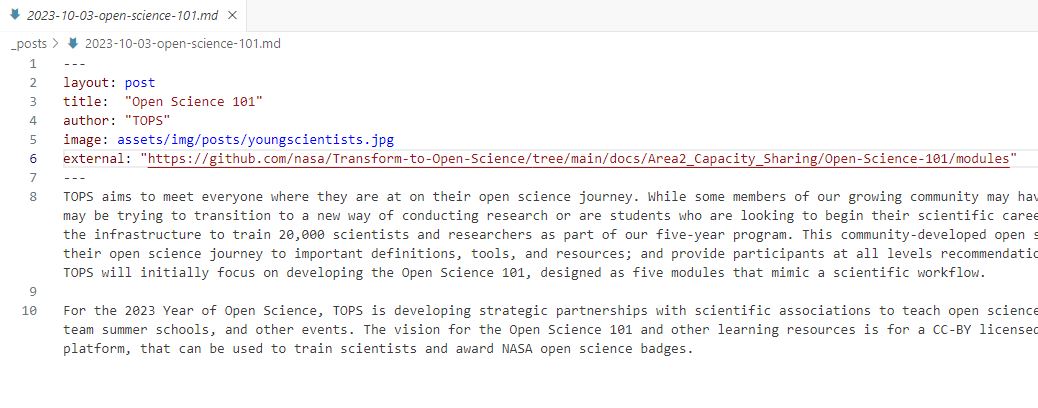 2023-10-03-open-science-101.md
_posts > 2023-10-03-open-science-101.md
1 ---
2 layout: post
3 title:  "Open Science 101"
4 author: "TOPS"
5 image: assets/img/posts/youngscientists.jpg
6 external: "https://github.com/nasa/Transform-to-Open-Science/tree/main/docs/Area2_Capacity_Sharing/Open-Science-101/modules"
7 ---
8 TOPS aims to meet everyone where they are at on their open science journey. While some members of our growing community may hav
may be trying to transition to a new way of conducting research or are students who are looking to begin their scientific caree
the infrastructure to train 20,000 scientists and researchers as part of our five-year program. This community-developed open s
their open science journey to important definitions, tools, and resources; and provide participants at all levels recommendatio
TOPS will initially focus on developing the Open Science 101, designed as five modules that mimic a scientific workflow.
9
10 For the 2023 Year of Open Science, TOPS is developing strategic partnerships with scientific associations to teach open science
team summer schools, and other events. The vision for the Open Science 101 and other learning resources is for a CC-BY licensed
platform, that can be used to train scientists and award NASA open science badges.